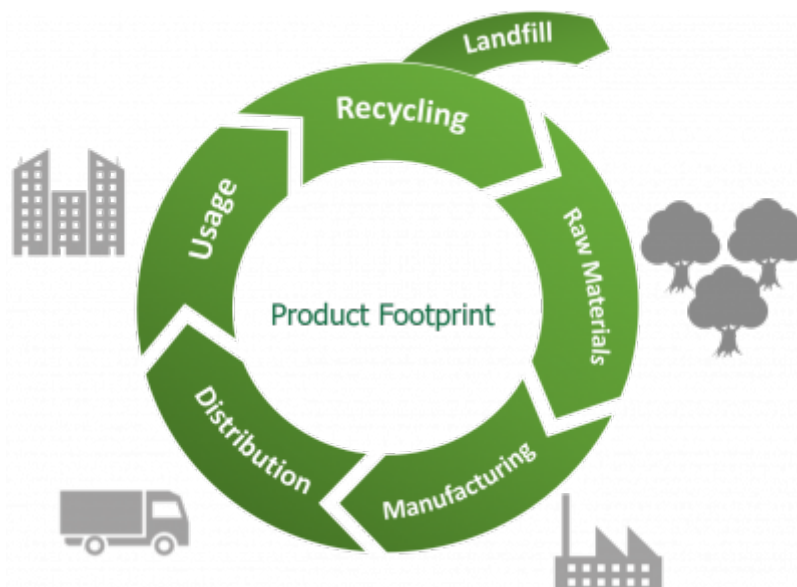 Landfill
Recycling
Raw Materials
Manufacturing
Distribution
Usage
Product Footprint